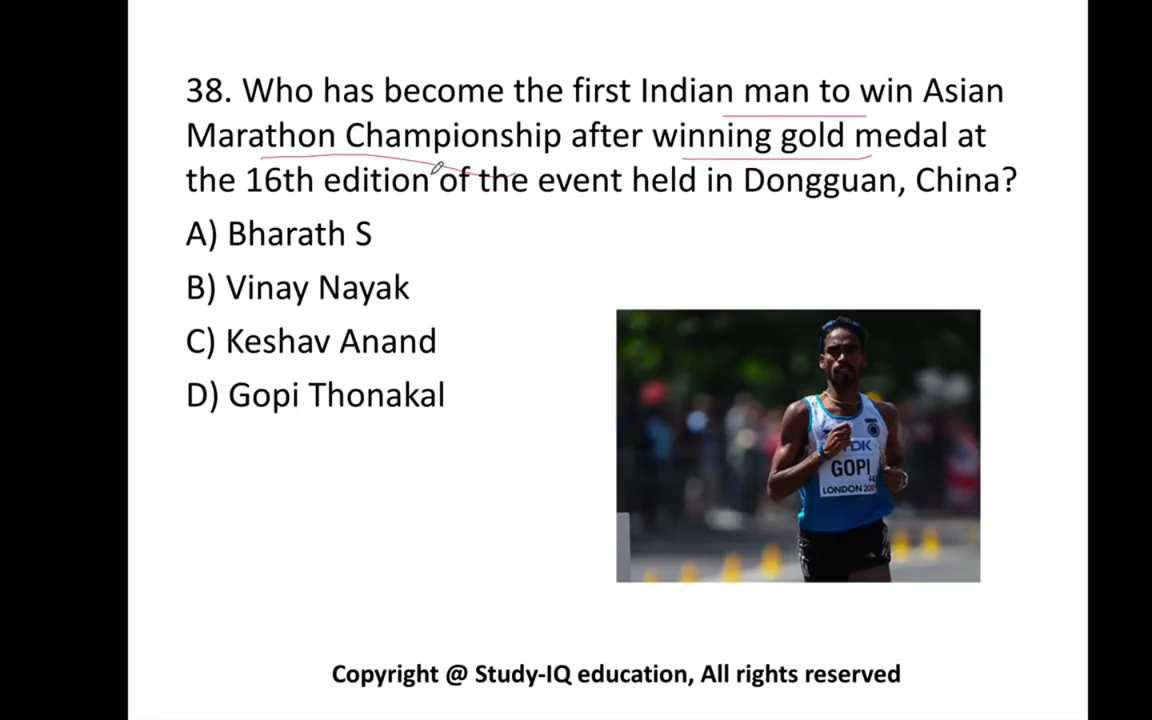 38. Who has become the first Indian man to win Asian
Marathon Championship after winning gold medal at
the 16th edition of the event held in Dongguan, China?
A) Bharath S
B) Vinay Nayak
C) Keshav Anand
D) Gopi Thonakal
TDK
GOPI
LONDON
Copyright @ Study-IQ education, All rights reserved